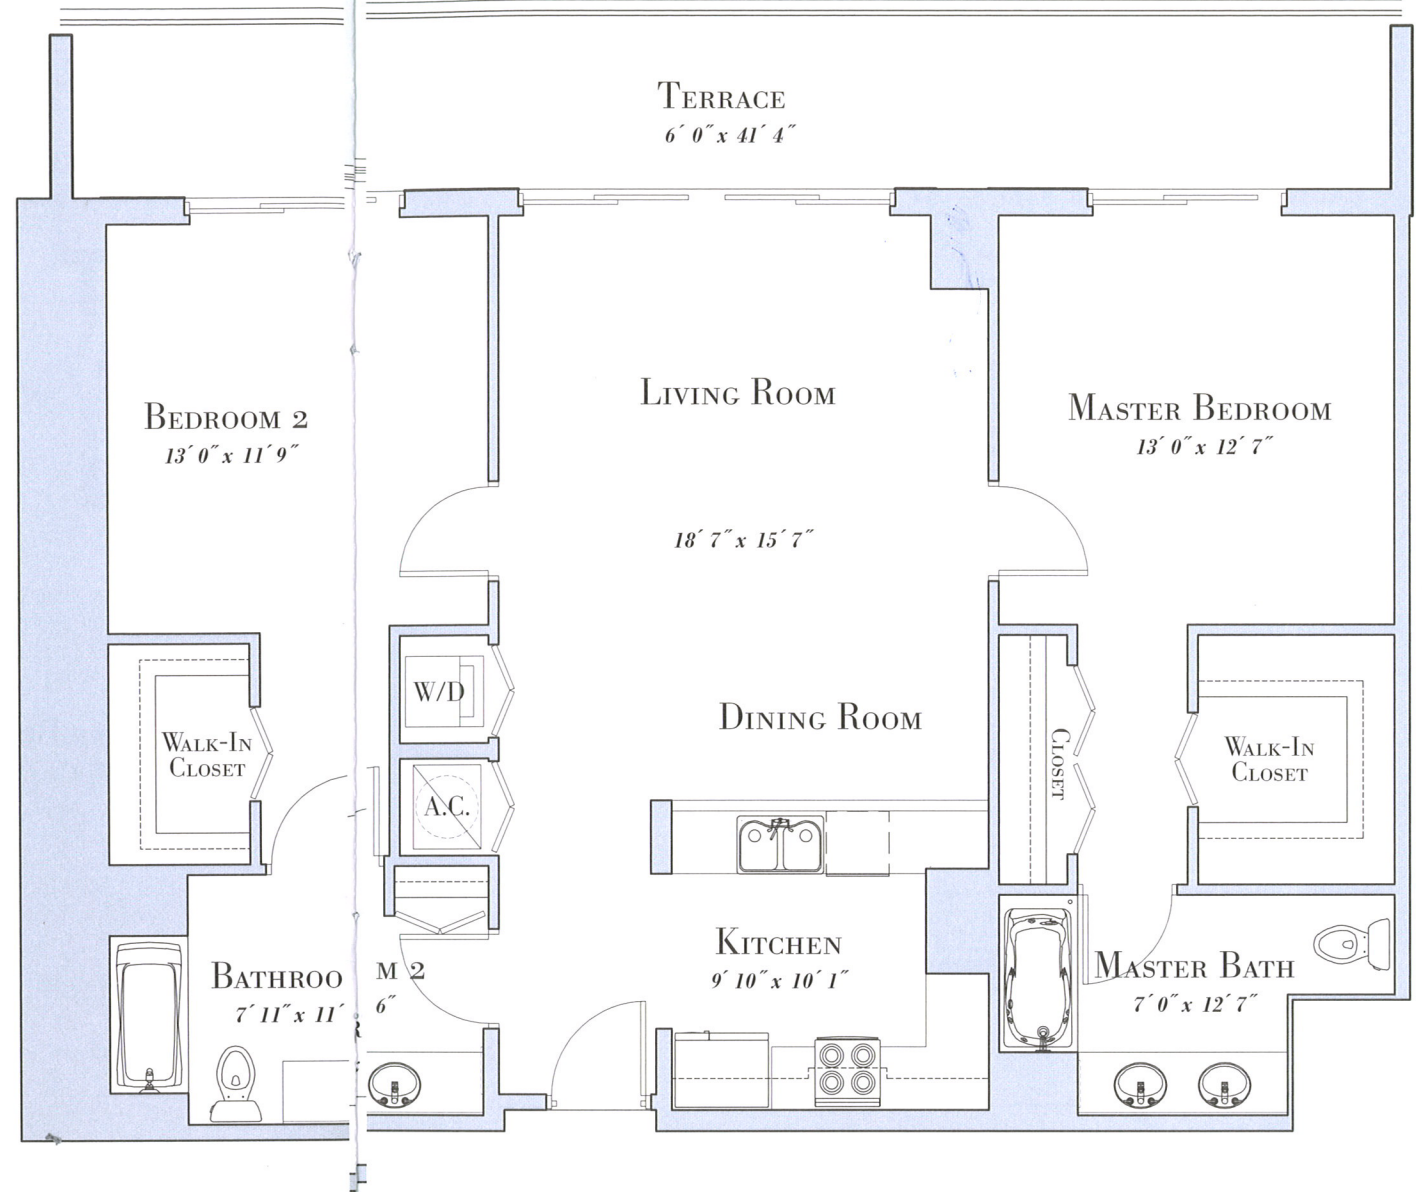 Terrace
6´ 0˝ x 41´ 4˝
Living Room
Bedroom 2
13´ 0˝ x 11´ 9˝
Master Bedroom
13´ 0˝ x 12´ 7˝
18´ 7˝ x 15´ 7˝
W/D
Dining Room
Walk-In
Closet
Closet
Walk-In
Closet
A.C.
Kitchen
9´ 10˝ x 10´ 1˝
Bathroo m 2
7´ 11˝ x 11´ 6˝
Master Bath
7´ 0˝ x 12´ 7˝